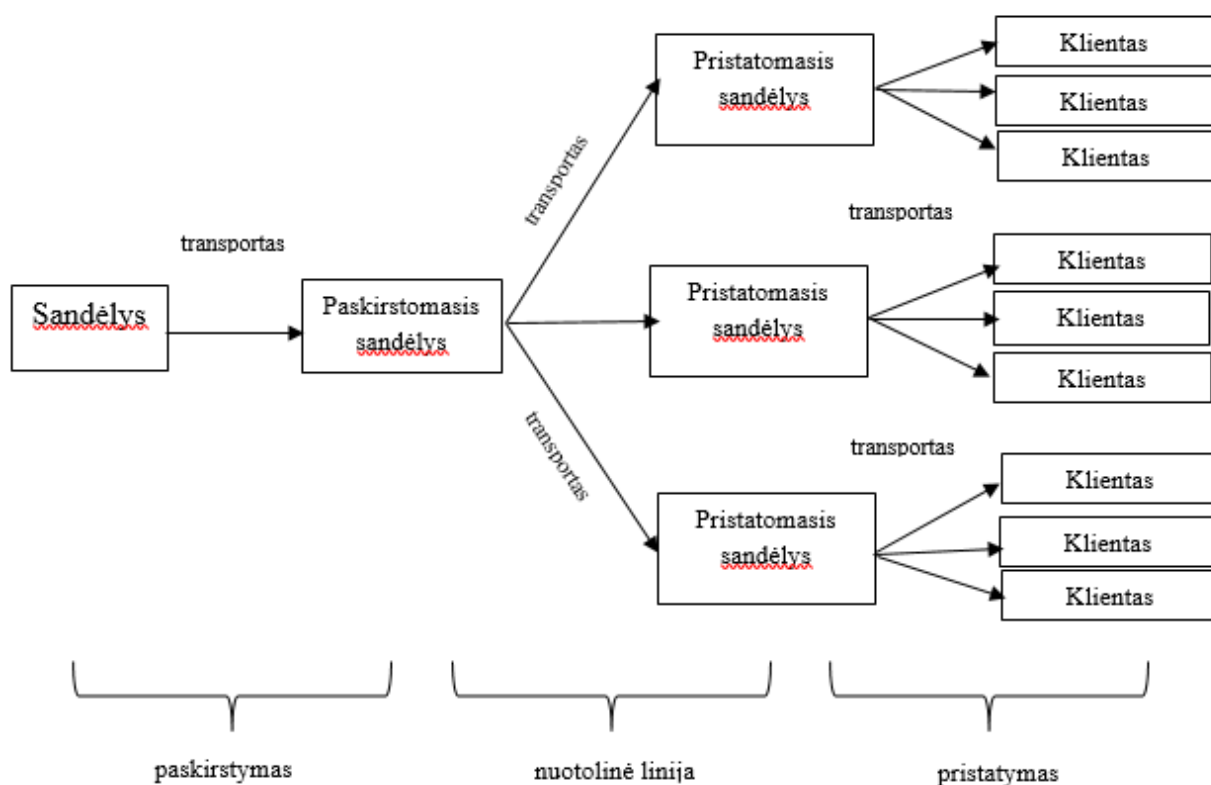 Klientas
Pristatomasis
sandėlys
Klientas
Klientas
transportas
transportas
transportas
Klientas
Sandėlys
Paskirstomasis
sandėlys
Pristatomasis
sandėlys
Klientas
Klientas
transportas
transportas
Klientas
Pristatomasis
sandėlys
Klientas
Klientas
paskirstymas
nuotolinė linija
pristatymas